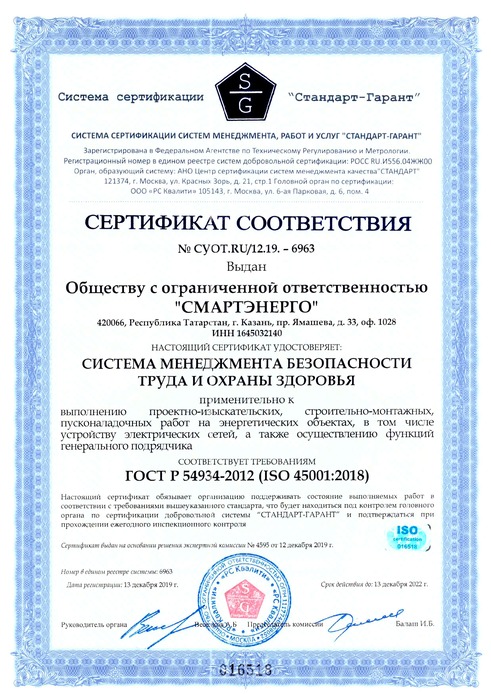 Система сертификации "Стандарт-Гарант"
S
G
СИСТЕМА СЕРТИФИКАЦИИ СИСТЕМ МЕНЕДЖМЕНТА, РАБОТ И УСЛУГ "СТАНДАРТ-ГАРАНТ"
Зарегистрирована в Федеральном Агентстве по Техническому Регулированию и Метрологии.
Регистрационный номер в едином реестре систем добровольной сертификации: РОСС RU.И556.04ЖЖ00
Орган, образующий систему: АНО Центр сертификации систем менеджмента качества"СТАНДАРТ"
121374, г. Москва, ул. Красных Зорь, д. 21, стр.1 Головной орган по сертификации:
ООО «РС Квалити» 105143, г. Москва, ул. 6-ая Парковая, д. 6, пом. 4
СЕРТИФИКАТ СООТВЕТСТВИЯ
№ СУОТ.RU/12.19. – 6963
Выдан
Обществу с ограниченной ответственностью
"СМАРТЭНЕРГО"
420066, Республика Татарстан, г. Казань, пр. Ямашева, д. 33, оф. 1028
ИНН 1645032140
НАСТОЯЩИЙ СЕРТИФИКАТ УДОСТОВЕРЯЕТ:
СИСТЕМА МЕНЕДЖМЕНТА БЕЗОПАСНОСТИ
ТРУДА И ОХРАНЫ ЗДОРОВЬЯ
применительно к
выполнению проектно-изыскательских, строительно-монтажных,
пусконаладочных работ на энергетических объектах, в том числе
устройству электрических сетей, а также осуществлению функций
генерального подрядчика
СООТВЕТСТВУЕТ ТРЕБОВАНИЯМ
ГОСТ Р 54934-2012 (ISO 45001:2018)
Настоящий сертификат обязывает организацию поддерживать состояние выполняемых работ в
соответствии с требованиями вышеуказанного стандарта, что будет находиться под контролем головного
органа по сертификации добровольной системы "СТАНДАРТ-ГАРАНТ" и подтверждаться при
прохождении ежегодного инспекционного контроля
ISO
certification
016518
Сертификат выдан на основании решения экспертной комиссии № 4595 от 12 декабря 2019 г.
Номер в едином реестре системы: 6963
Дата регистрации: 13 декабря 2019 г. Срок действия до: 13 декабря 2022 г.
«РС Квалити»
S
G
МОСКВА
Руководитель органа Председатель комиссии Балан И.Б.
016518